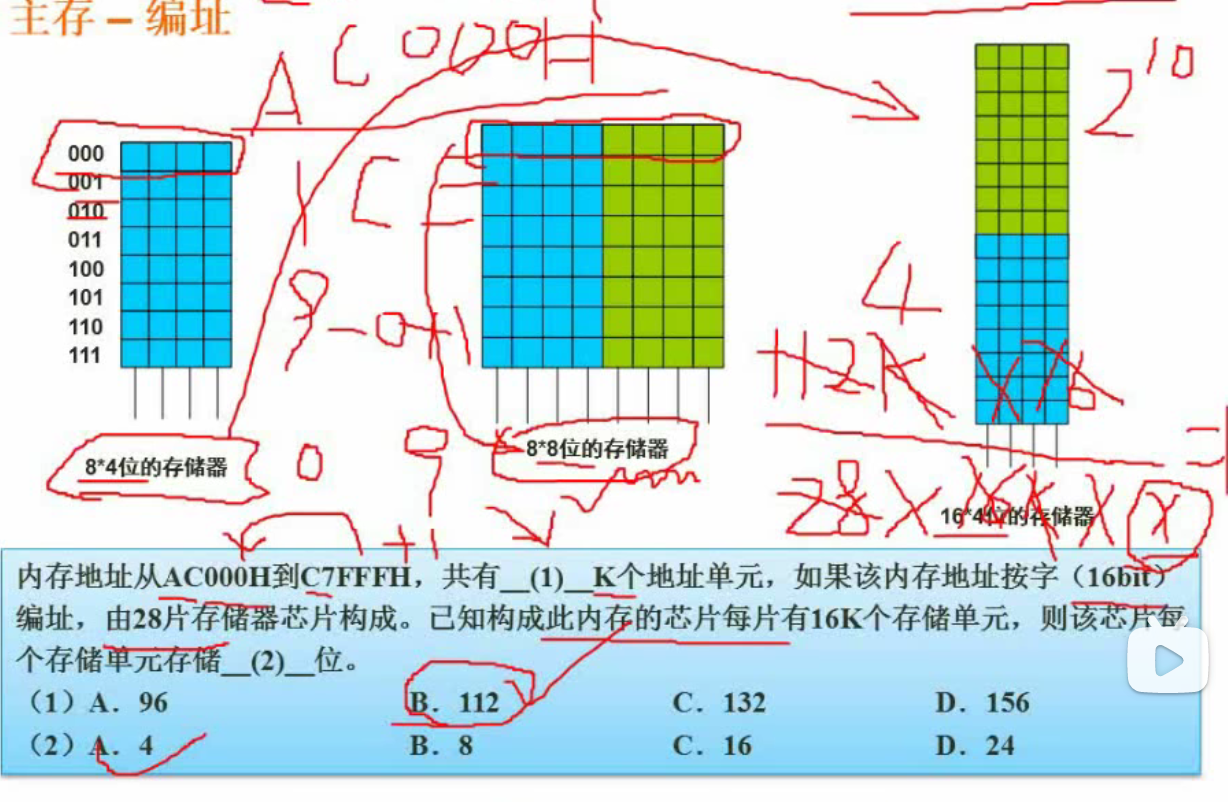 主存 – 编址
C000H
A
2^10
000
001
010
011
100
101
110
111
4
112K × 16
8*4位的存储器
8*8位的存储器
16*4位的存储器
内存地址从AC000H到C7FFFH，共有__(1)__K个地址单元，如果该内存地址按字（16bit）
编址，由28片存储器芯片构成。已知构成此内存的芯片每片有16K个存储单元，则该芯片每
个存储单元存储__(2)__位。
（1）A．96 B．112 C．132 D．156
（2）A．4 B．8 C．16 D．24